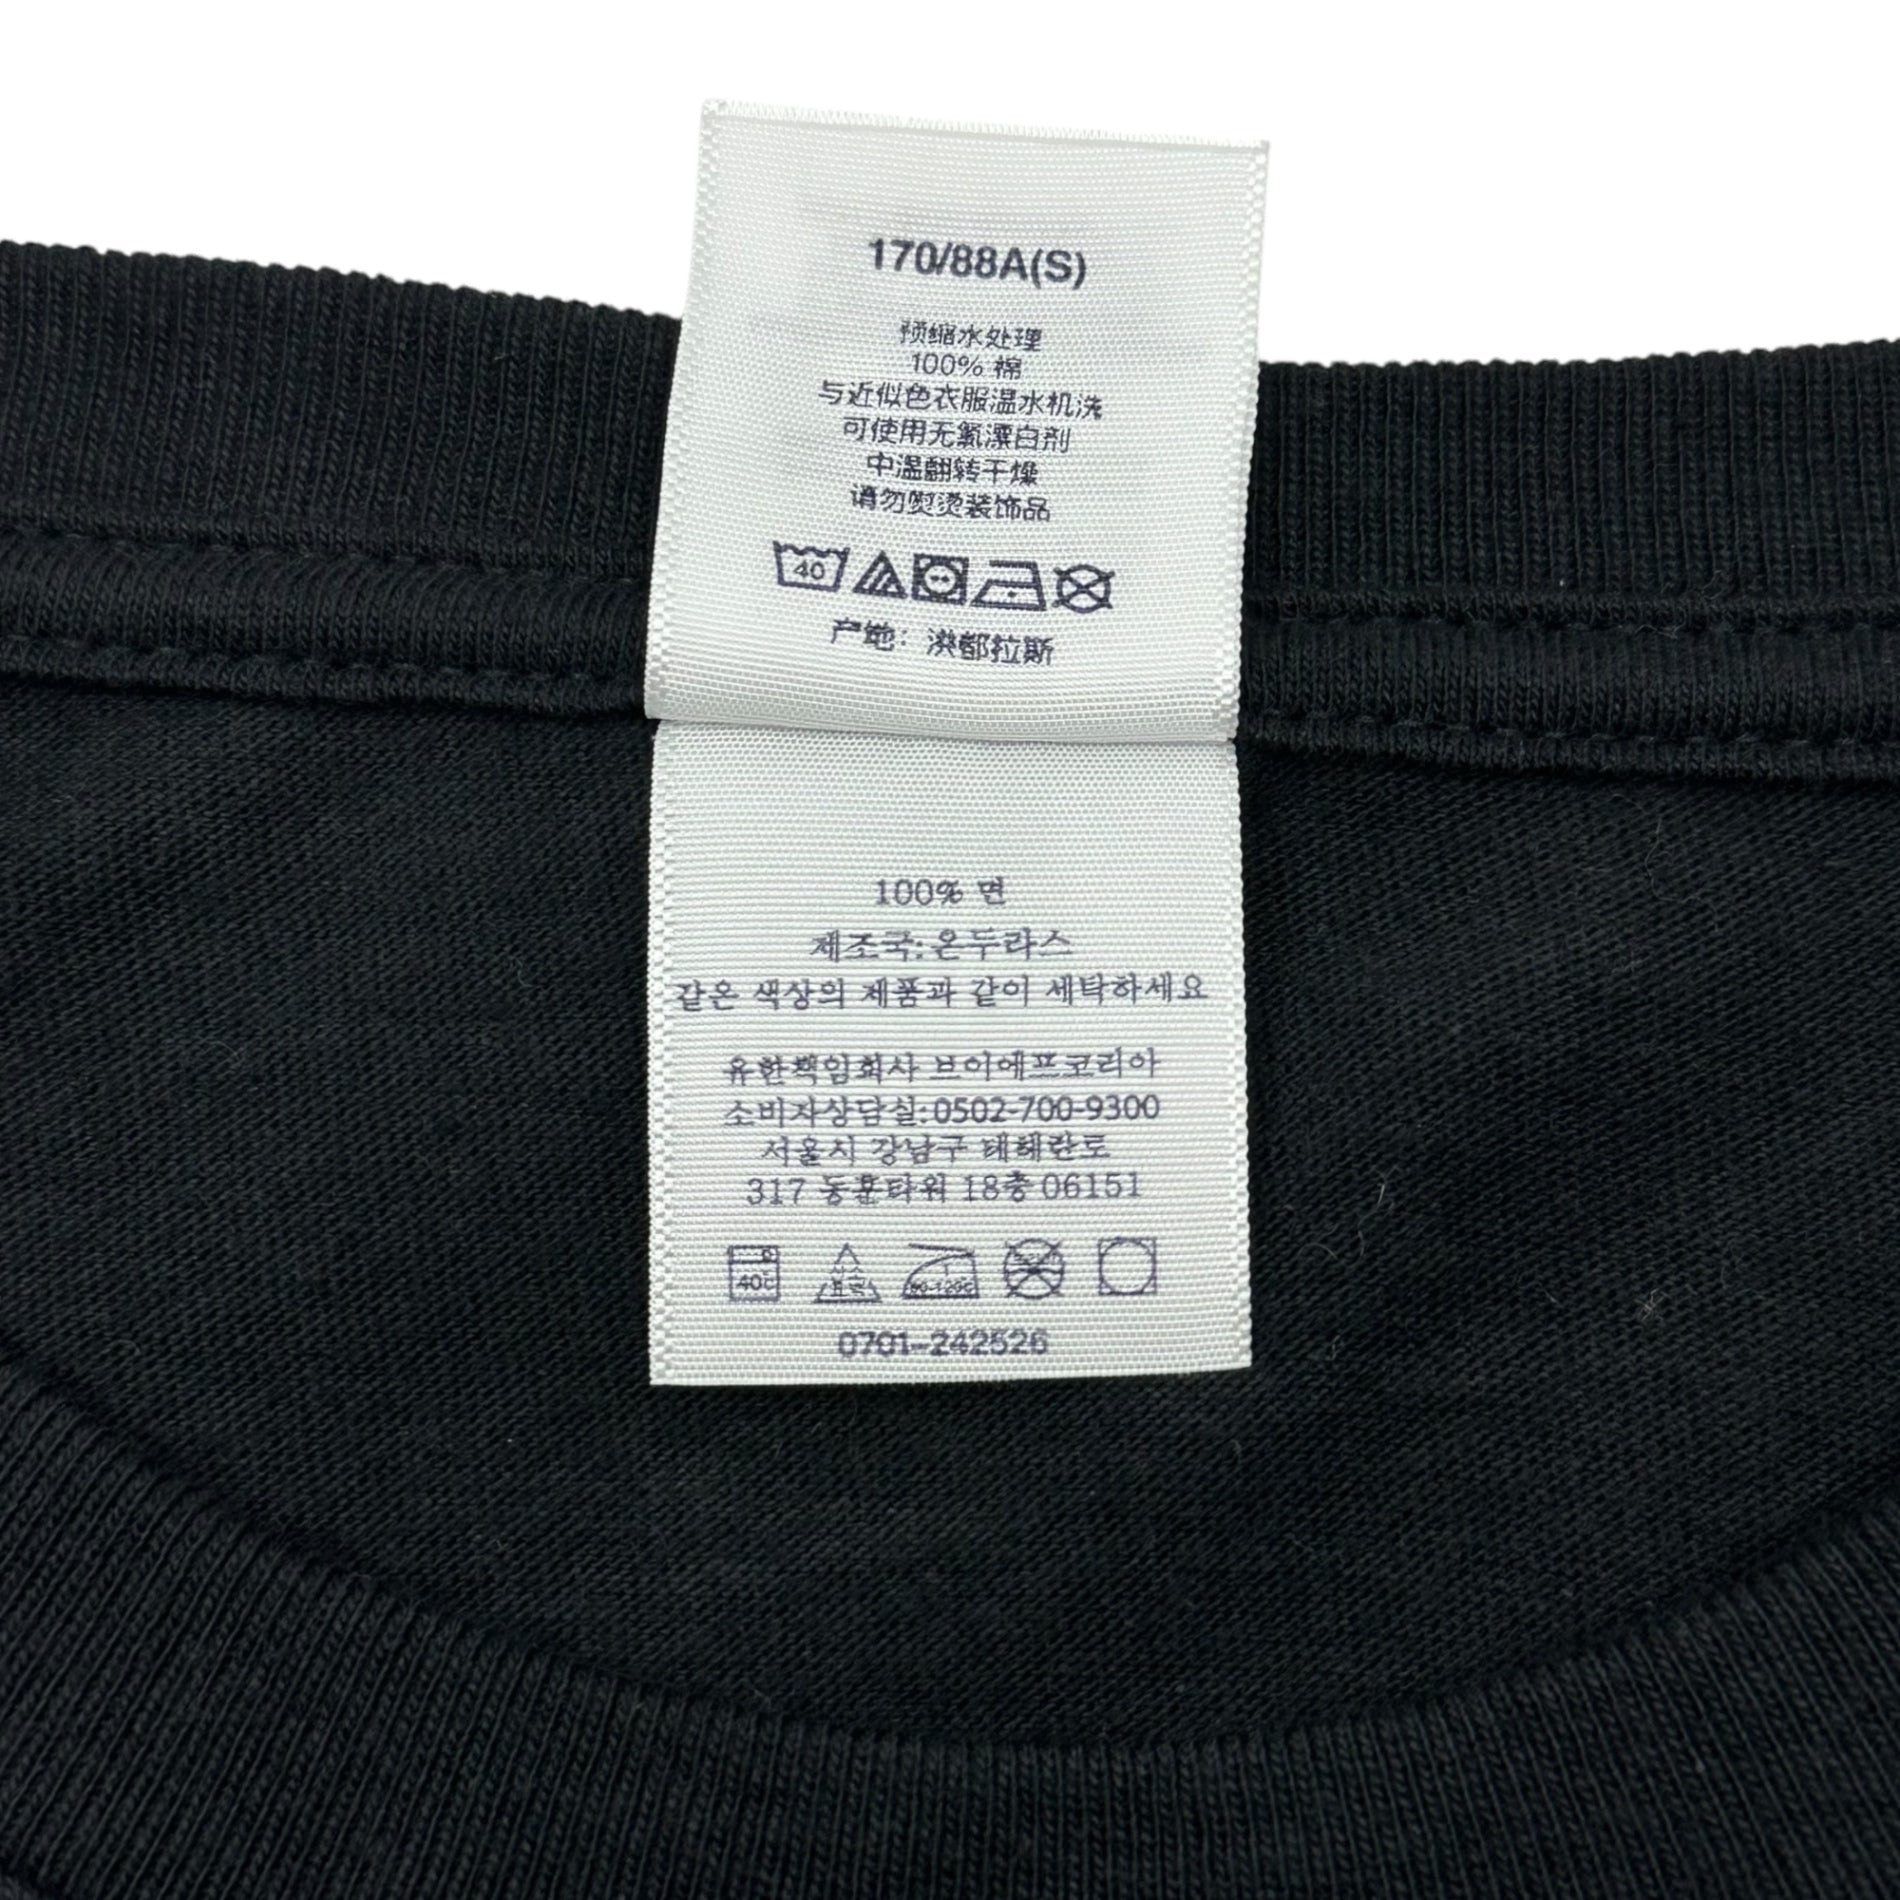 170/88A(S)
预缩水处理
100% 棉
与近似色衣服温水机洗
可使用无氯漂白剂
中温翻转干燥
请勿熨烫装饰品
40
产地: 洪都拉斯
100% 면
제조국: 온두라스
같은 색상의 제품과 같이 세탁하세요
유한책임회사 브이에프코리아
소비자상담실:0502-700-9300
서울시 강남구 테헤란로
317 동훈타워 18층 06151
40℃
80-120℃
0701-242526